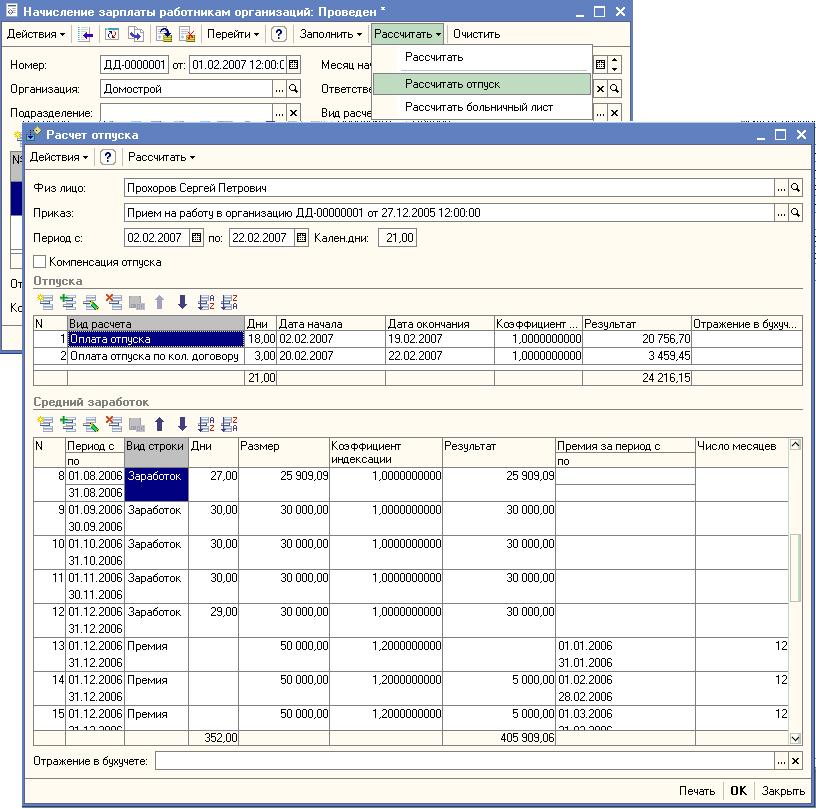 Начисление зарплаты работникам организаций: Проведен *
Действия Перейти Заполнить Рассчитать Очистить
Рассчитать
Рассчитать отпуск
Рассчитать больничный лист
Номер: ДД-0000001 от: 01.02.2007 12:00:0 Месяц на
Организация: Домострой ... Ответстве
Подразделение: ... Вид расче ...
N
От
Ко
Расчет отпуска
Действия Рассчитать
Физ лицо: Прохоров Сергей Петрович ...
Приказ: Прием на работу в организацию ДД-00000001 от 27.12.2005 12:00:00 ...
Период с: 02.02.2007 по: 22.02.2007 Кален.дни: 21,00
Компенсация отпуска
Отпуска
N Вид расчета Дни Дата начала Дата окончания Коэффициент ... Результат Отражение в бухуч...
1 Оплата отпуска 18,00 02.02.2007 19.02.2007 1,0000000000 20 756,70
2 Оплата отпуска по кол. договору 3,00 20.02.2007 22.02.2007 1,0000000000 3 459,45
21,00 24 216,15
Средний заработок
N Период с Вид строки Дни Размер Коэффициент Результат Премия за период с Число месяцев
по индексации по
8 01.08.2006 Заработок 27,00 25 909,09 1,0000000000 25 909,09
31.08.2006
9 01.09.2006 Заработок 30,00 30 000,00 1,0000000000 30 000,00
30.09.2006
10 01.10.2006 Заработок 30,00 30 000,00 1,0000000000 30 000,00
31.10.2006
11 01.11.2006 Заработок 30,00 30 000,00 1,0000000000 30 000,00
30.11.2006
12 01.12.2006 Заработок 29,00 30 000,00 1,0000000000 30 000,00
31.12.2006
13 01.12.2006 Премия 50 000,00 1,2000000000 01.01.2006 12
31.12.2006 31.01.2006
14 01.12.2006 Премия 50 000,00 1,2000000000 5 000,00 01.02.2006 12
31.12.2006 28.02.2006
15 01.12.2006 Премия 50 000,00 1,2000000000 5 000,00 01.03.2006 12
352,00 405 909,06
Отражение в бухучете: ...
Печать OK Закрыть